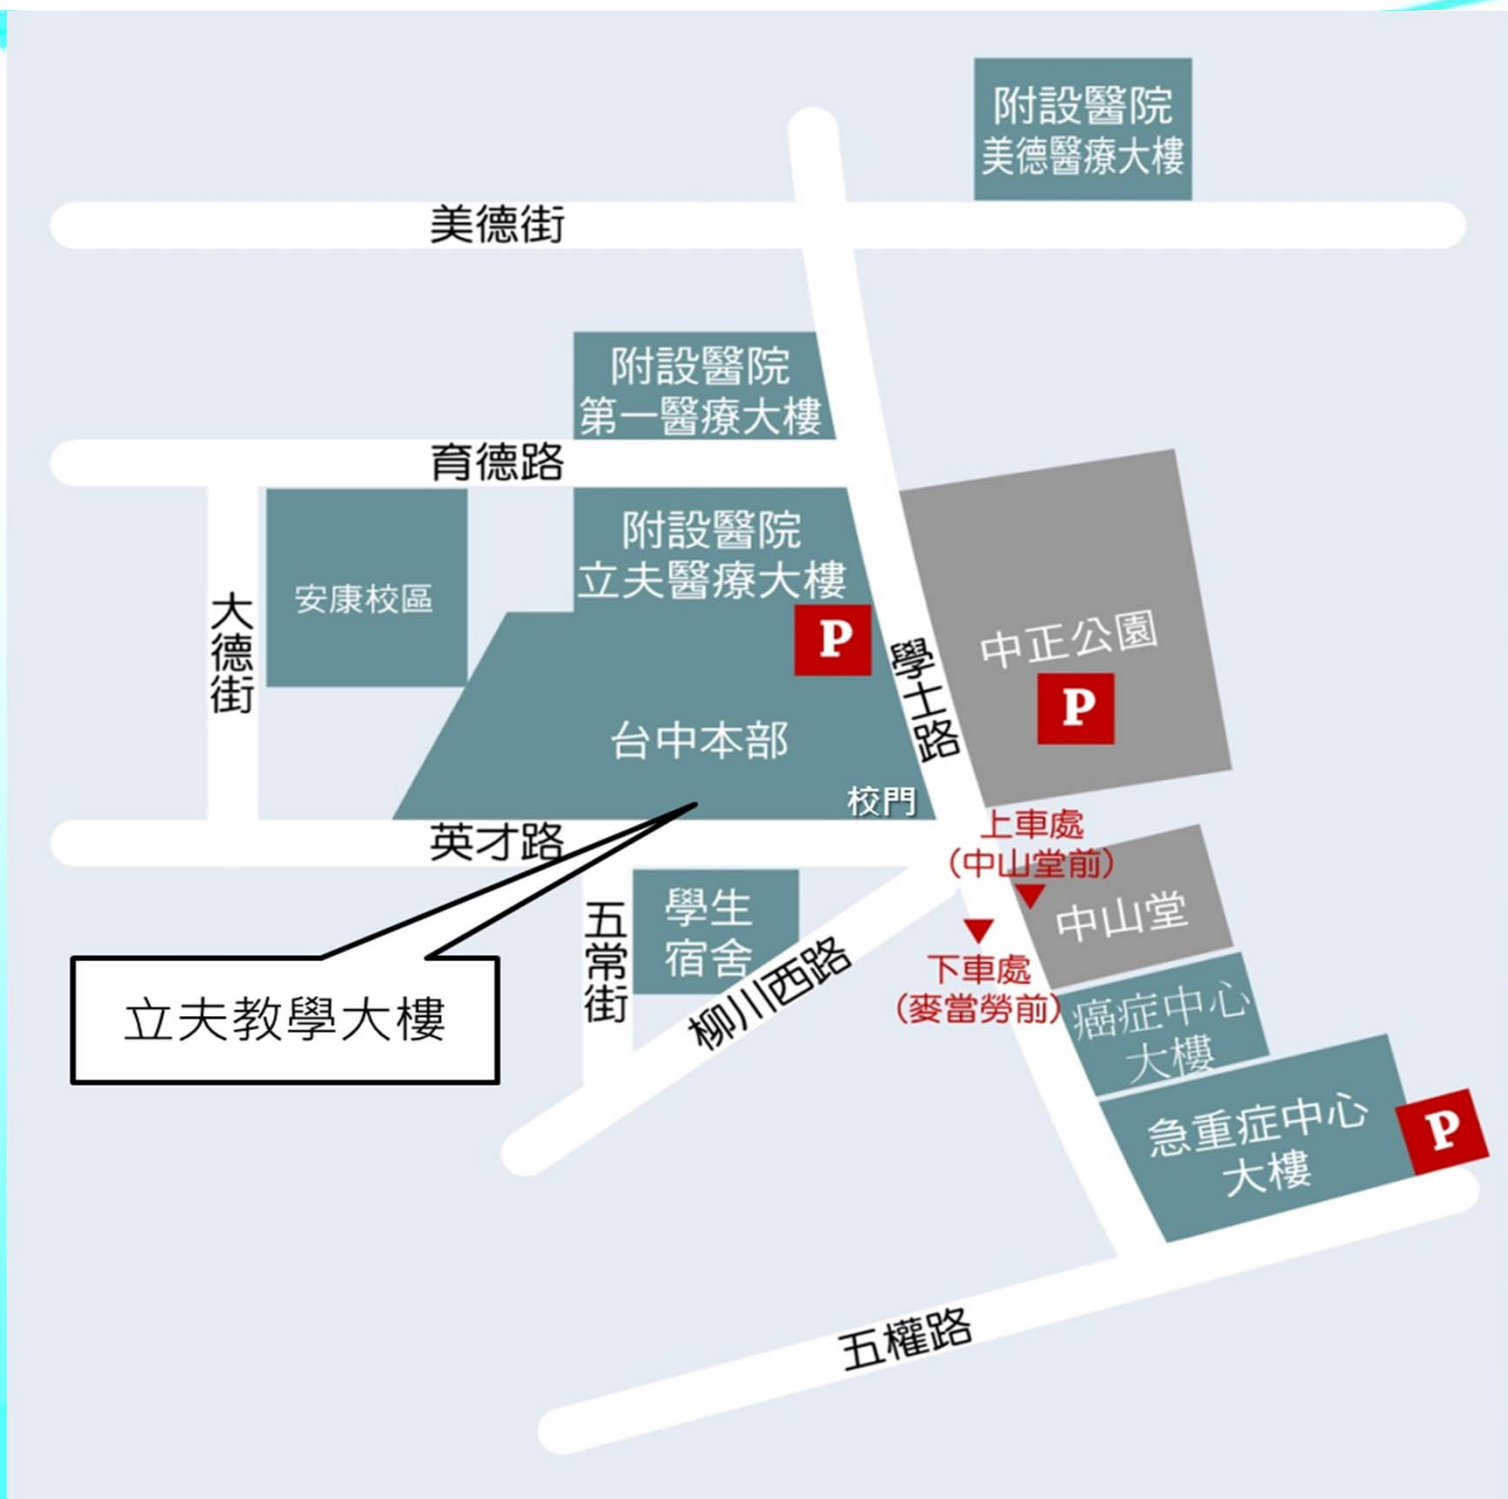 附設醫院
美德醫療大樓
美德街
附設醫院
第一醫療大樓
育德路
附設醫院
立夫醫療大樓
安康校區
大德街
P
中正公園
P
學士路
台中本部
校門
上車處
(中山堂前)
英才路
學生
宿舍
中山堂
五常街
柳川西路
下車處
(麥當勞前)
立夫教學大樓
癌症中心
大樓
急重症中心
大樓
P
五權路